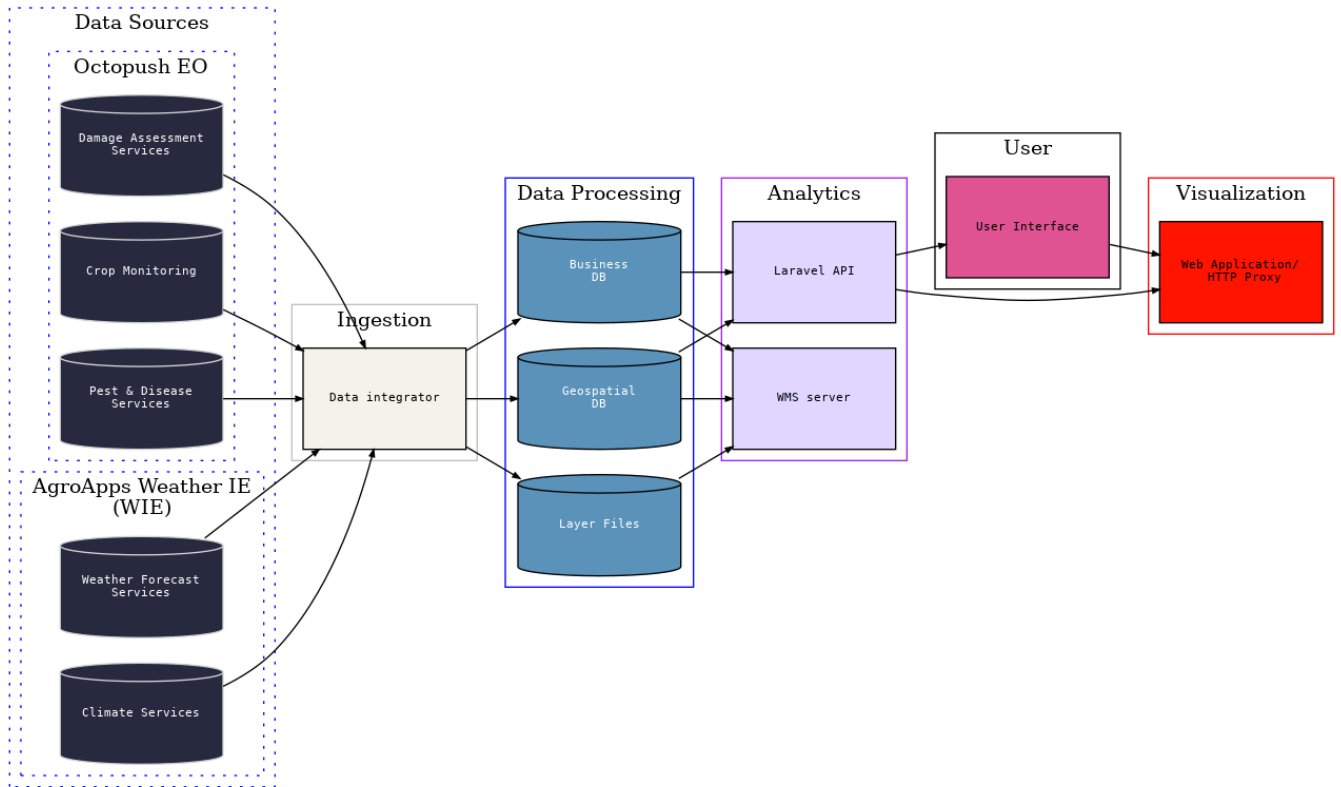 Data Sources
Octopush EO
Damage Assessment
Services
Crop Monitoring
Pest & Disease
Services
AgroApps Weather IE
(WIE)
Weather Forecast
Services
Climate Services
Ingestion
Data integrator
Data Processing
Business
DB
Geospatial
DB
Layer Files
Analytics
Laravel API
WMS server
User
User Interface
Visualization
Web Application/
HTTP Proxy